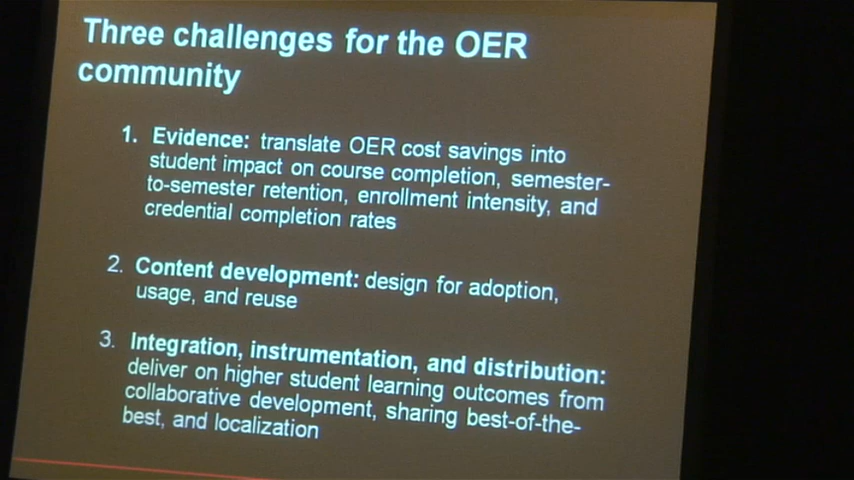 Three challenges for the OER
community
1. Evidence: translate OER cost savings into
student impact on course completion, semester-
to-semester retention, enrollment intensity, and
credential completion rates
2. Content development: design for adoption,
usage, and reuse
3. Integration, instrumentation, and distribution:
deliver on higher student learning outcomes from
collaborative development, sharing best-of-the-
best, and localization